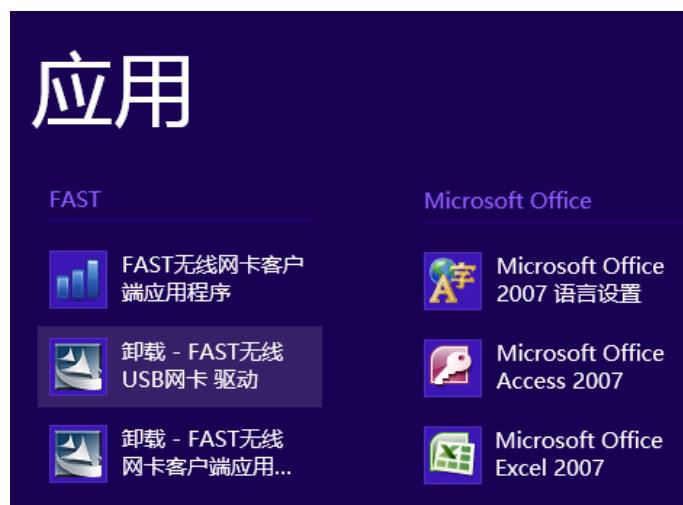 应用
FAST
FAST无线网卡客户
端应用程序
卸载 - FAST无线
USB网卡 驱动
卸载 - FAST无线
网卡客户端应用...
Microsoft Office
Microsoft Office
2007 语言设置
Microsoft Office
Access 2007
Microsoft Office
Excel 2007